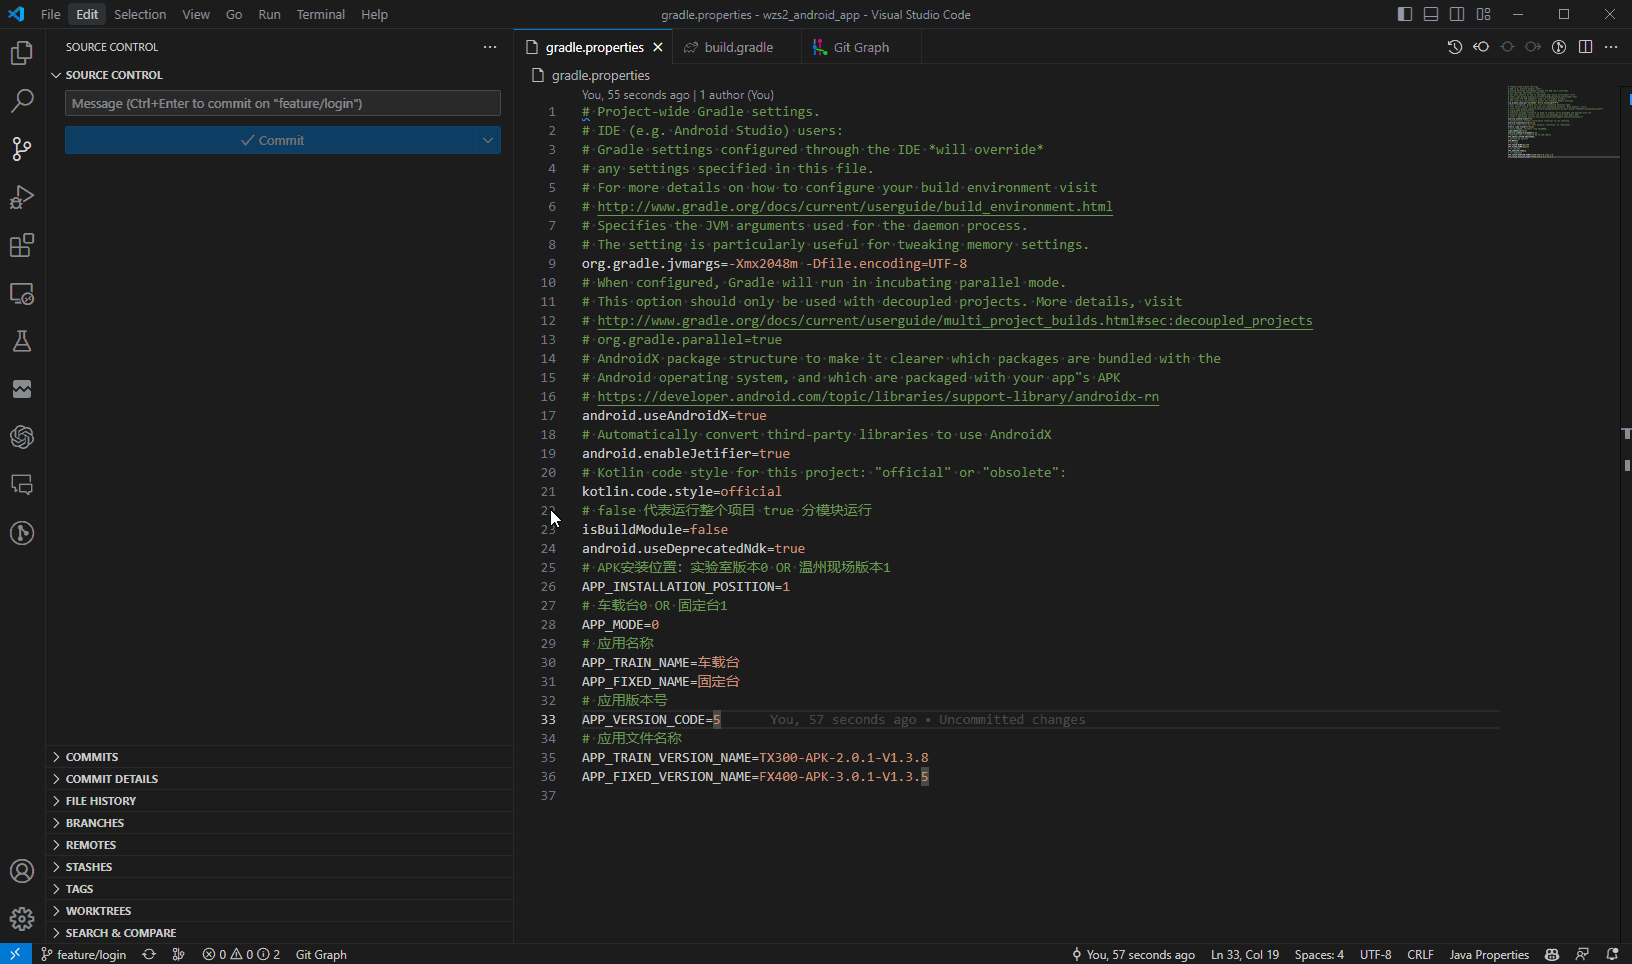 File Edit Selection View Go Run Terminal Help
gradle.properties - wzs2_android_app - Visual Studio Code
SOURCE CONTROL
SOURCE CONTROL
Message (Ctrl+Enter to commit on "feature/login")
Commit
COMMITS
COMMIT DETAILS
FILE HISTORY
BRANCHES
REMOTES
STASHES
TAGS
WORKTREES
SEARCH & COMPARE
gradle.properties build.gradle Git Graph
gradle.properties
You, 55 seconds ago | 1 author (You)
1 # Project-wide Gradle settings.
2 # IDE (e.g. Android Studio) users:
3 # Gradle settings configured through the IDE *will override*
4 # any settings specified in this file.
5 # For more details on how to configure your build environment visit
6 # http://www.gradle.org/docs/current/userguide/build_environment.html
7 # Specifies the JVM arguments used for the daemon process.
8 # The setting is particularly useful for tweaking memory settings.
9 org.gradle.jvmargs=-Xmx2048m -Dfile.encoding=UTF-8
10 # When configured, Gradle will run in incubating parallel mode.
11 # This option should only be used with decoupled projects. More details, visit
12 # http://www.gradle.org/docs/current/userguide/multi_project_builds.html#sec:decoupled_projects
13 # org.gradle.parallel=true
14 # AndroidX package structure to make it clearer which packages are bundled with the
15 # Android operating system, and which are packaged with your app"s APK
16 # https://developer.android.com/topic/libraries/support-library/androidx-rn
17 android.useAndroidX=true
18 # Automatically convert third-party libraries to use AndroidX
19 android.enableJetifier=true
20 # Kotlin code style for this project: "official" or "obsolete":
21 kotlin.code.style=official
22 # false 代表运行整个项目 true 分模块运行
23 isBuildModule=false
24 android.useDeprecatedNdk=true
25 # APK安装位置: 实验室版本0 OR 温州现场版本1
26 APP_INSTALLATION_POSITION=1
27 # 车载台0 OR 固定台1
28 APP_MODE=0
29 # 应用名称
30 APP_TRAIN_NAME=车载台
31 APP_FIXED_NAME=固定台
32 # 应用版本号
33 APP_VERSION_CODE=5 You, 57 seconds ago • Uncommitted changes
34 # 应用文件名称
35 APP_TRAIN_VERSION_NAME=TX300-APK-2.0.1-V1.3.8
36 APP_FIXED_VERSION_NAME=FX400-APK-3.0.1-V1.3.5
37
feature/login 0 0 2 Git Graph You, 57 seconds ago Ln 33, Col 19 Spaces: 4 UTF-8 CRLF Java Properties